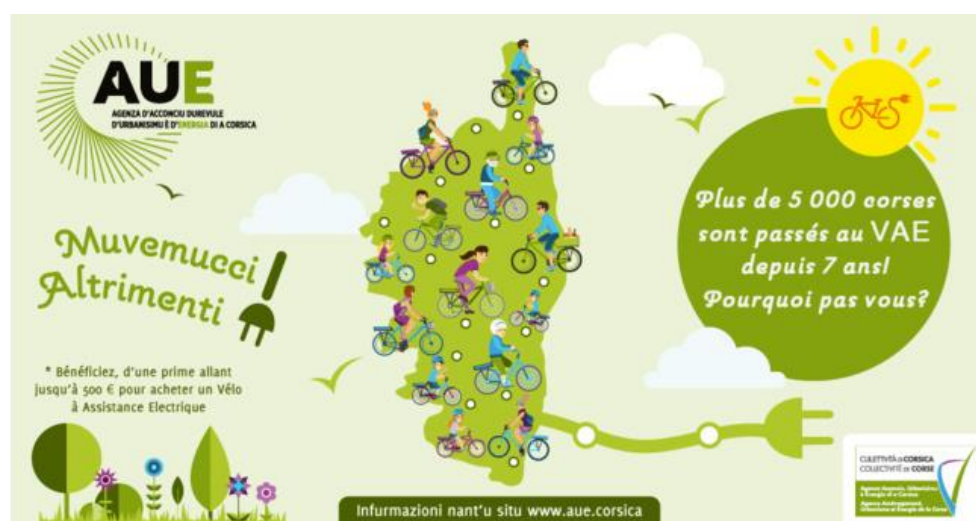 AUE
AGENZA D'ACCONCIU DUREVULE
D'URBANISIMU È D'ENERGIA DI A CORSICA
Muvemucci
Altrimenti !
* Bénéficiez, d'une prime allant
jusqu'à 500 € pour acheter un Vélo
à Assistance Electrique
Plus de 5 000 corses
sont passés au VAE
depuis 7 ans!
Pourquoi pas vous?
Infurmazioni nant'u situ www.aue.corsica
CULLETTIVITÀ DI CORSICA
COLLECTIVITÉ DE CORSE